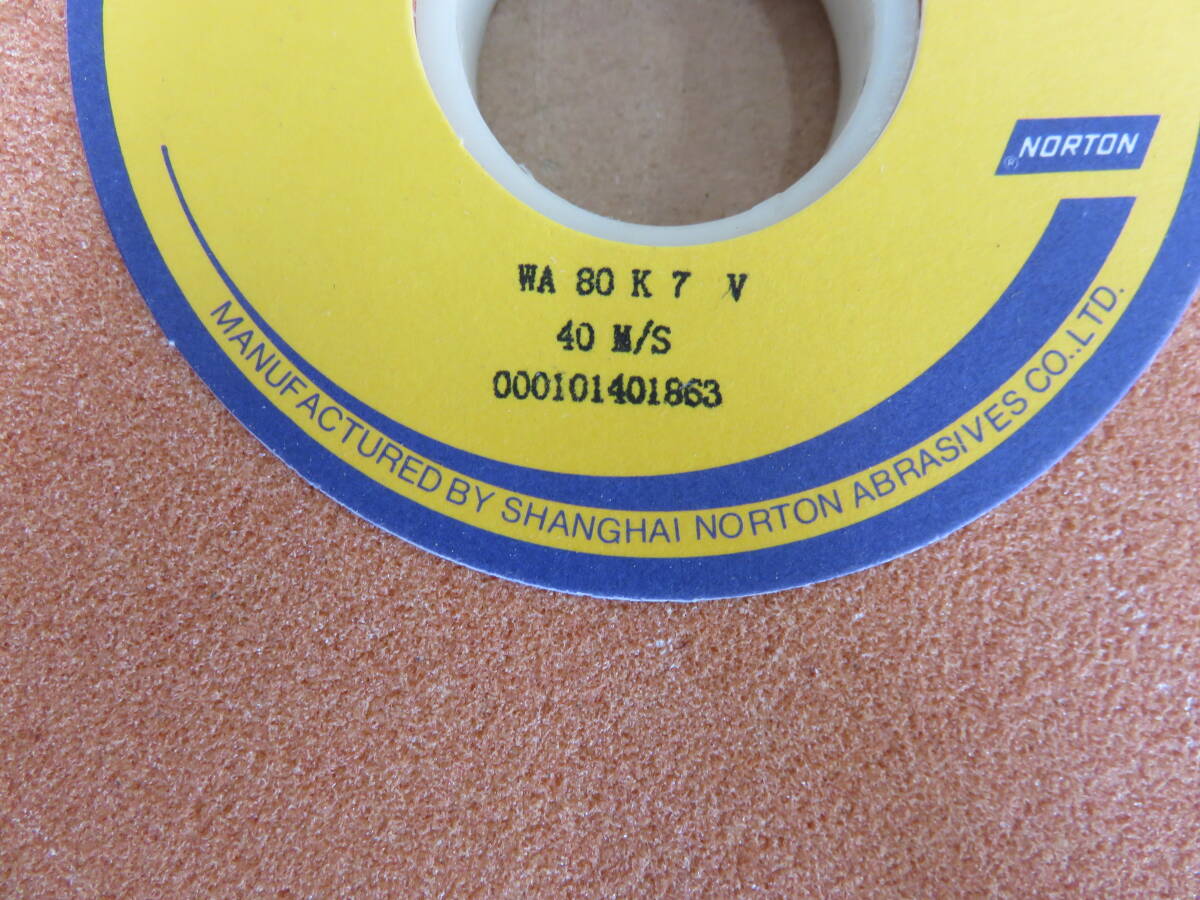 ® NORTON
WA 80 K 7 V
40 M/S
000101401863
MANUFACTURED BY SHANGHAI NORTON ABRASIVES CO.,LTD.